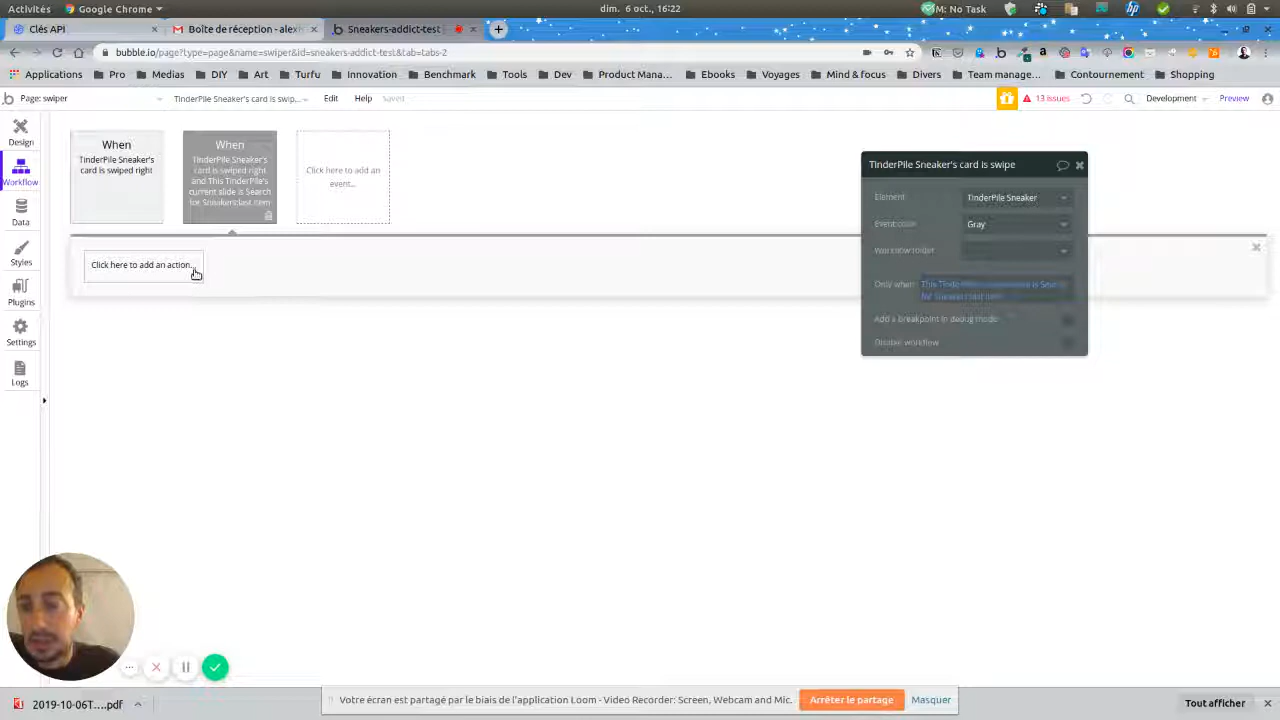 Activités
Google Chrome
dim. 6 oct., 16:22
M: No Task
Clés API
Boîte de réception - alexh
Sneakers-addict-test
bubble.io/page?type=page&name=swiper&id=sneakers-addict-test&tab=tabs-2
Applications
Pro
Medias
DIY
Art
Turfu
Innovation
Benchmark
Tools
Dev
Product Mana...
Ebooks
Voyages
Mind & focus
Divers
Team manage...
Contournement
Shopping
Page: swiper
TinderPile Sneaker's card is swip...
Edit
Help
Saved
13 issues
Development
Preview
Design
Workflow
Data
Styles
Plugins
Settings
Logs
When
TinderPile Sneaker's
card is swiped right
When
TinderPile Sneaker's
card is swiped right
and This TinderPile's
current slide is Search
for Sneakers:last item
Click here to add an
event...
Click here to add an action...
TinderPile Sneaker's card is swipe
Element
TinderPile Sneaker
Event color
Gray
Workflow folder
Only when
Add a breakpoint in debug mode
Disable workflow
Votre écran est partagé par le biais de l'application Loom - Video Recorder: Screen, Webcam and Mic.
Arrêter le partage
Masquer
2019-10-06T....pdf
Tout afficher